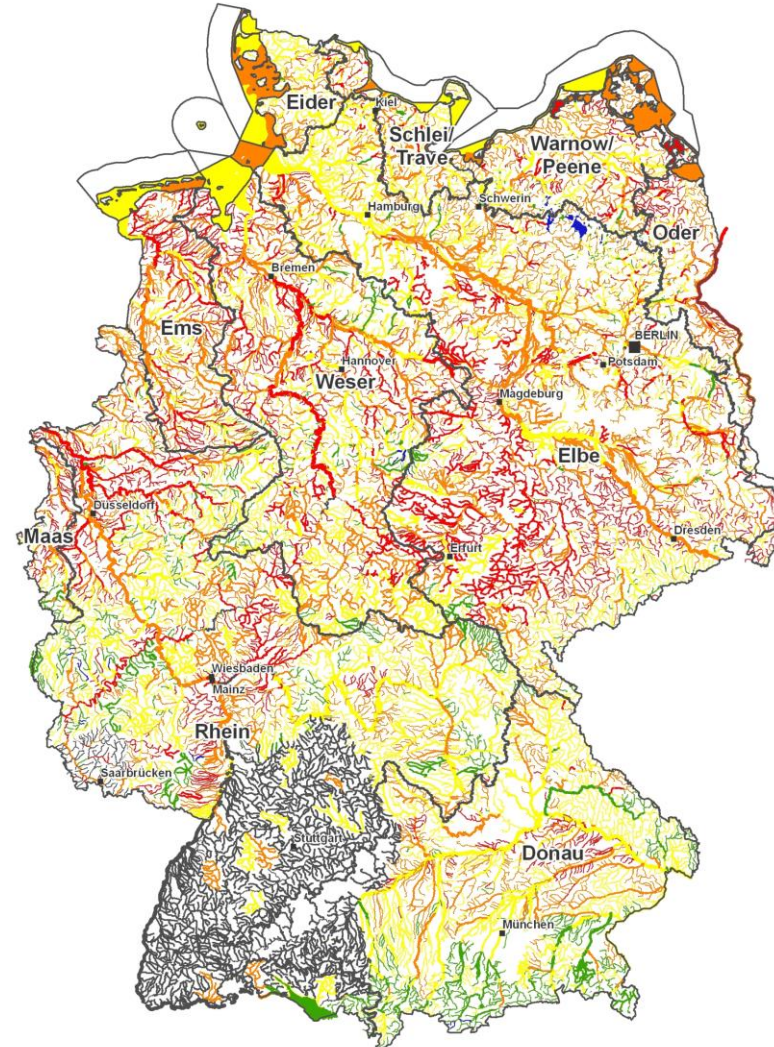 Eider
Kiel
Schlei/
Trave
Warnow/
Peene
Hamburg
Schwerin
Oder
Bremen
Ems
BERLIN
Potsdam
Hannover
Weser
Magdeburg
Elbe
Düsseldorf
Maas
Dresden
Erfurt
Wiesbaden
Mainz
Rhein
Saarbrücken
Stuttgart
Donau
München